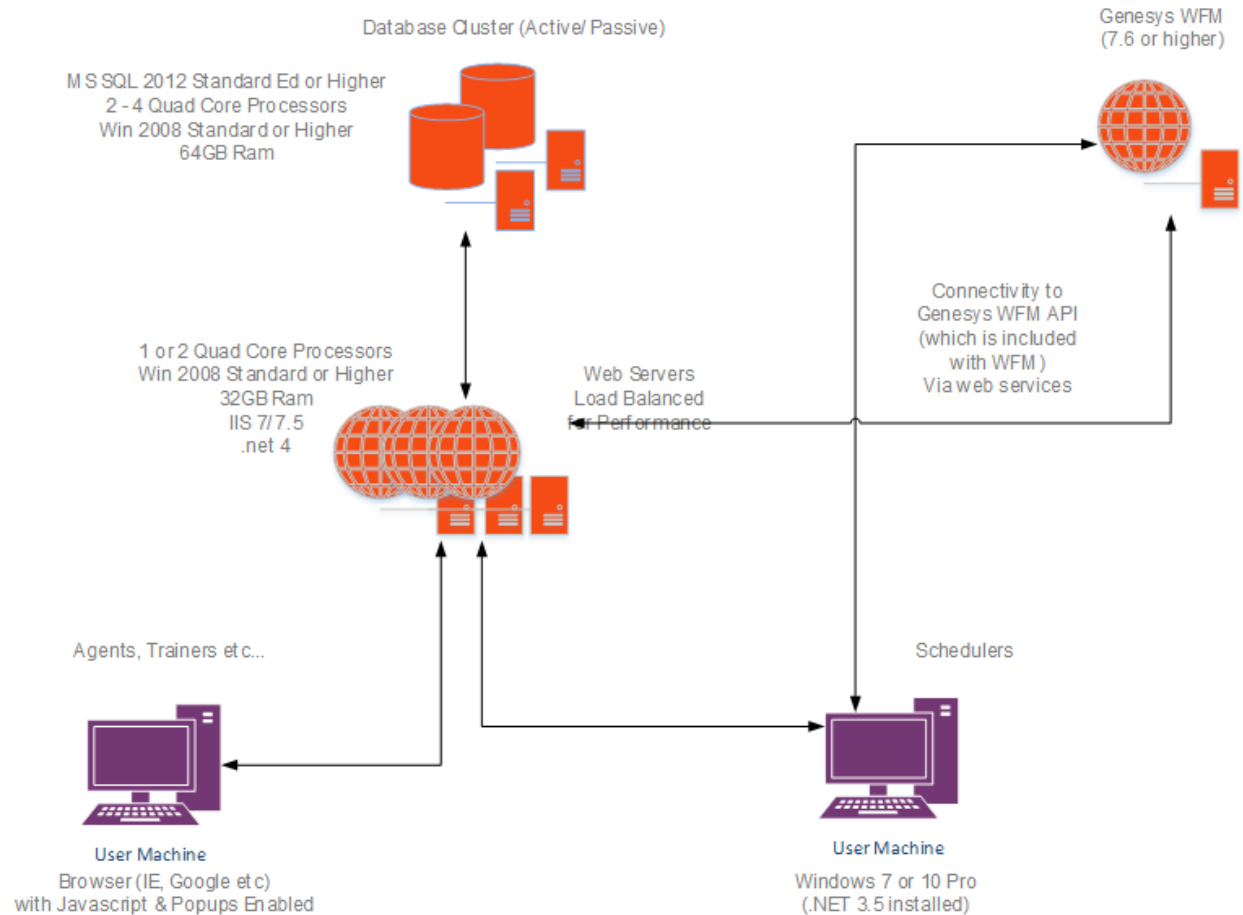 Database Cluster (Active/ Passive)
MS SQL 2012 Standard Ed or Higher
2 - 4 Quad Core Processors
Win 2008 Standard or Higher
64GB Ram
Genesys WFM
(7.6 or higher)
Connectivity to
Genesys WFM API
(which is included
with WFM)
Via web services
1 or 2 Quad Core Processors
Win 2008 Standard or Higher
32GB Ram
IIS 7/7.5
.net 4
Web Servers
Load Balanced
for Performance
Agents, Trainers etc...
User Machine
Browser (IE, Google etc)
with Javascript & Popups Enabled
Schedulers
User Machine
Windows 7 or 10 Pro
(.NET 3.5 installed)